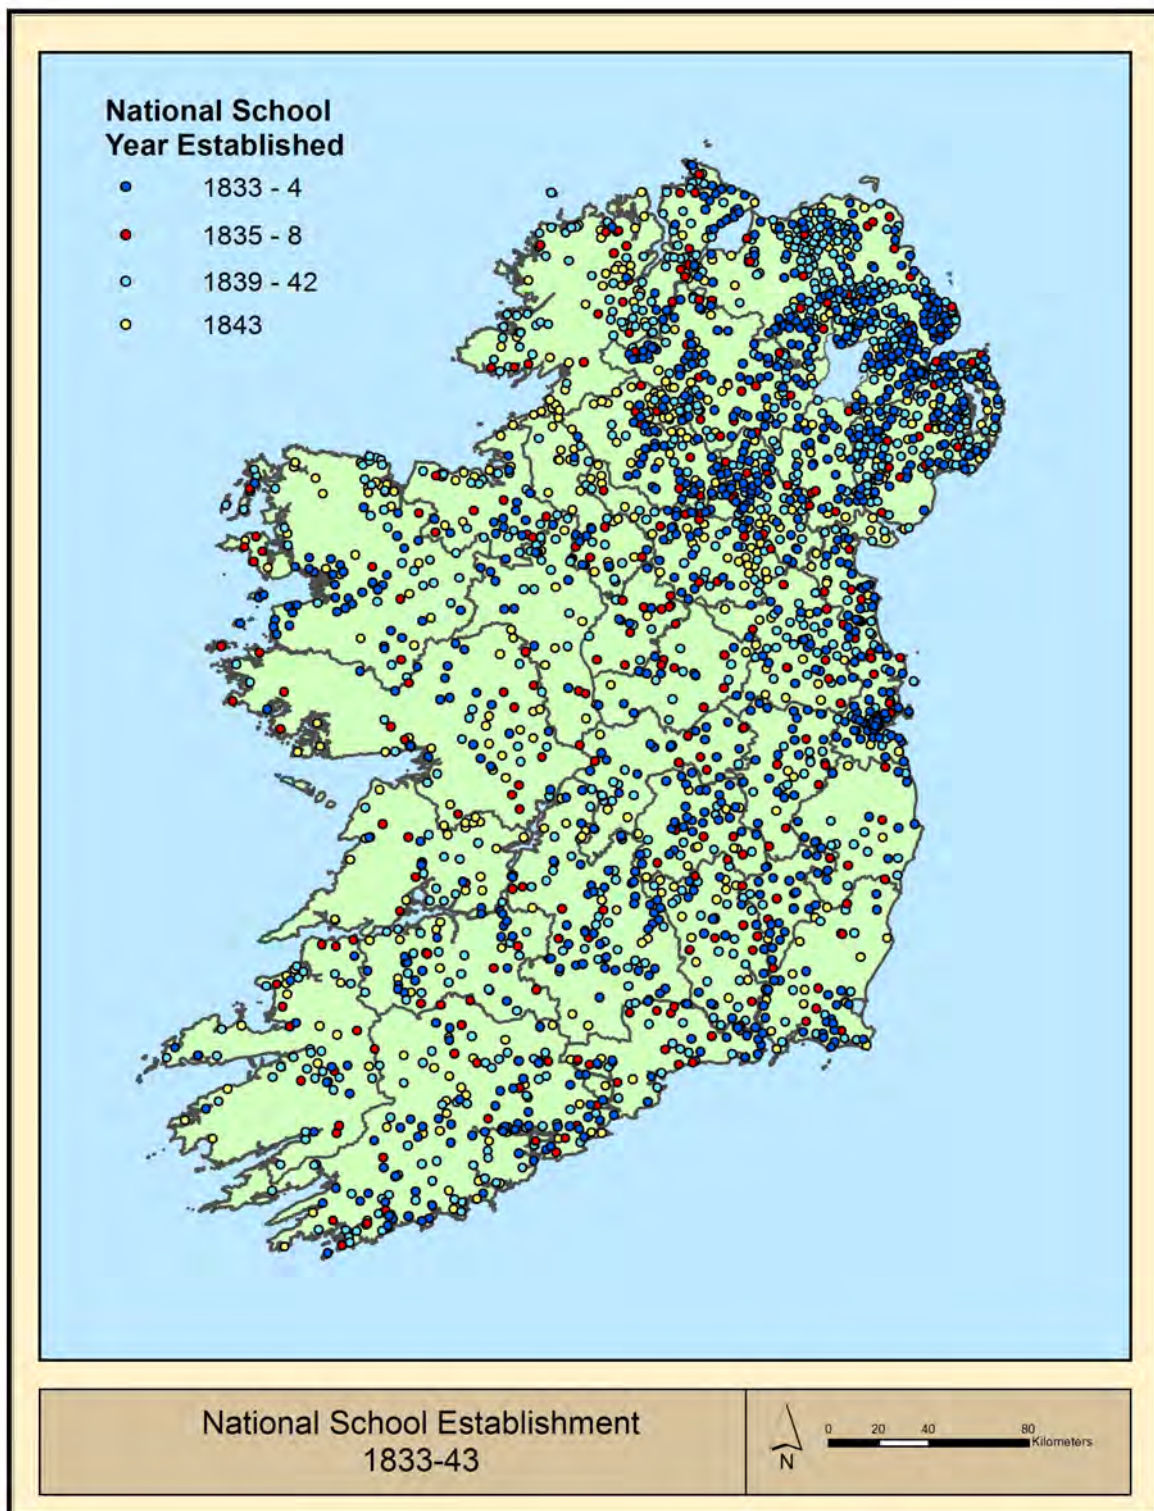 National School
Year Established
1833 - 4
1835 - 8
1839 - 42
1843
National School Establishment
1833-43
N
0 20 40 80
Kilometers